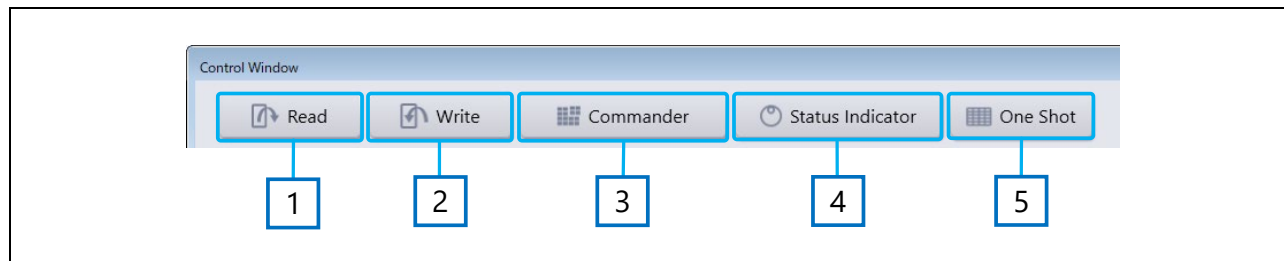 Control Window
Read Write Commander Status Indicator One Shot
1 2 3 4 5